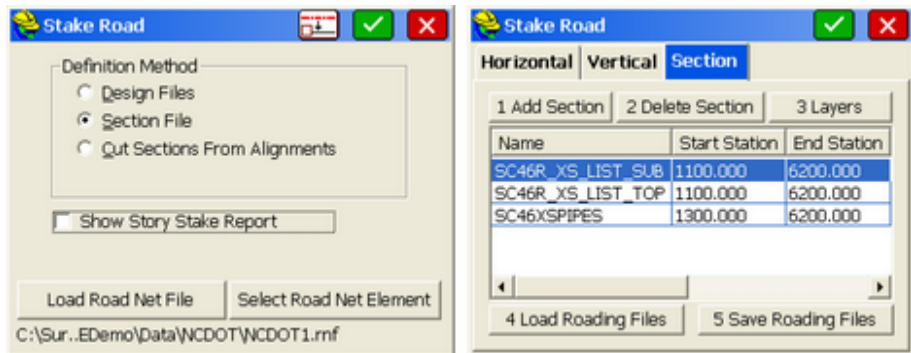 Stake Road
Definition Method
Design Files
Section File
Cut Sections From Alignments
Show Story Stake Report
Load Road Net File
Select Road Net Element
C:\Sur..EDemo\Data\NCDOT\NCDOT1.rnf
Stake Road
Horizontal Vertical Section
1 Add Section 2 Delete Section 3 Layers
Name Start Station End Station
SC46R_XS_LIST_SUB 1100.000 6200.000
SC46R_XS_LIST_TOP 1100.000 6200.000
SC46XSPIPES 1300.000 6200.000
4 Load Roading Files 5 Save Roading Files